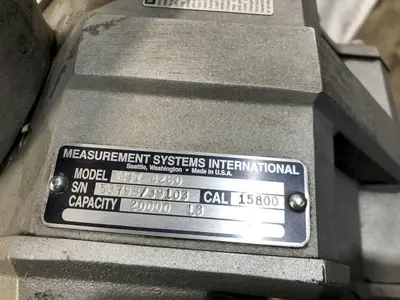 MEASUREMENT SYSTEMS INTERNATIONAL
Seattle, Washington • Made in U.S.A.
MODEL
S/N CAL 15800
CAPACITY 20000 LB